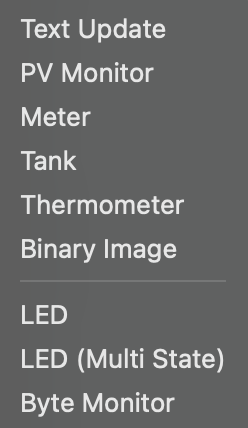 Text Update
PV Monitor
Meter
Tank
Thermometer
Binary Image
LED
LED (Multi State)
Byte Monitor